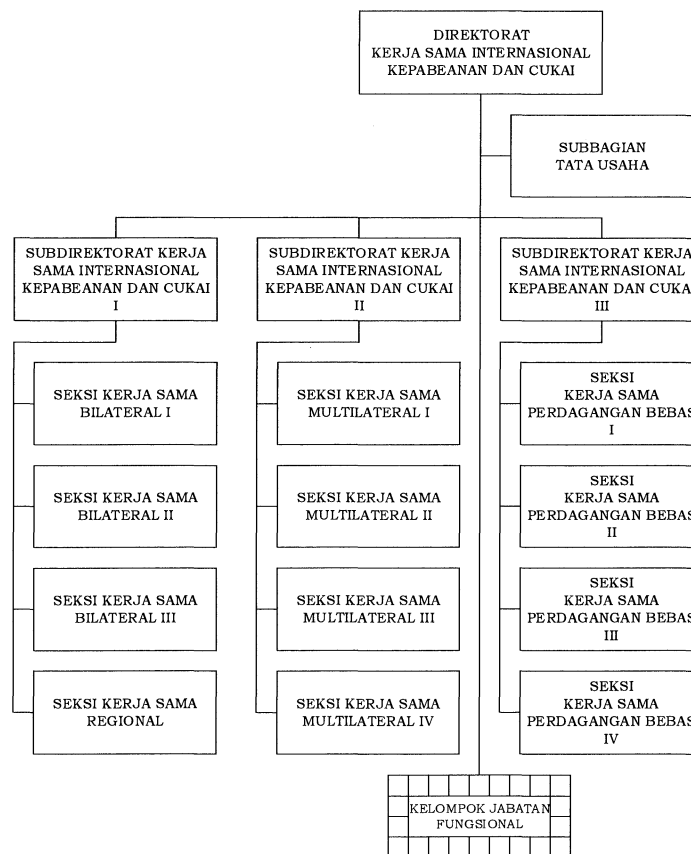 DIREKTORAT
KERJA SAMA INTERNASIONAL
KEPABEANAN DAN CUKAI
SUBBAGIAN
TATA USAHA
SUBDIREKTORAT KERJA
SAMA INTERNASIONAL
KEPABEANAN DAN CUKAI
I
SUBDIREKTORAT KERJA
SAMA INTERNASIONAL
KEPABEANAN DAN CUKAI
II
SUBDIREKTORAT KERJA
SAMA INTERNASIONAL
KEPABEANAN DAN CUKA
III
SEKSI KERJA SAMA
BILATERAL I
SEKSI KERJA SAMA
BILATERAL II
SEKSI KERJA SAMA
BILATERAL III
SEKSI KERJA SAMA
REGIONAL
SEKSI KERJA SAMA
MULTILATERAL I
SEKSI KERJA SAMA
MULTILATERAL II
SEKSI KERJA SAMA
MULTILATERAL III
SEKSI KERJA SAMA
MULTILATERAL IV
SEKSI
KERJA SAMA
PERDAGANGAN BEBAS
I
SEKSI
KERJA SAMA
PERDAGANGAN BEBAS
II
SEKSI
KERJA SAMA
PERDAGANGAN BEBAS
III
SEKSI
KERJA SAMA
PERDAGANGAN BEBAS
IV
KELOMPOK JABATAN
FUNGSIONAL